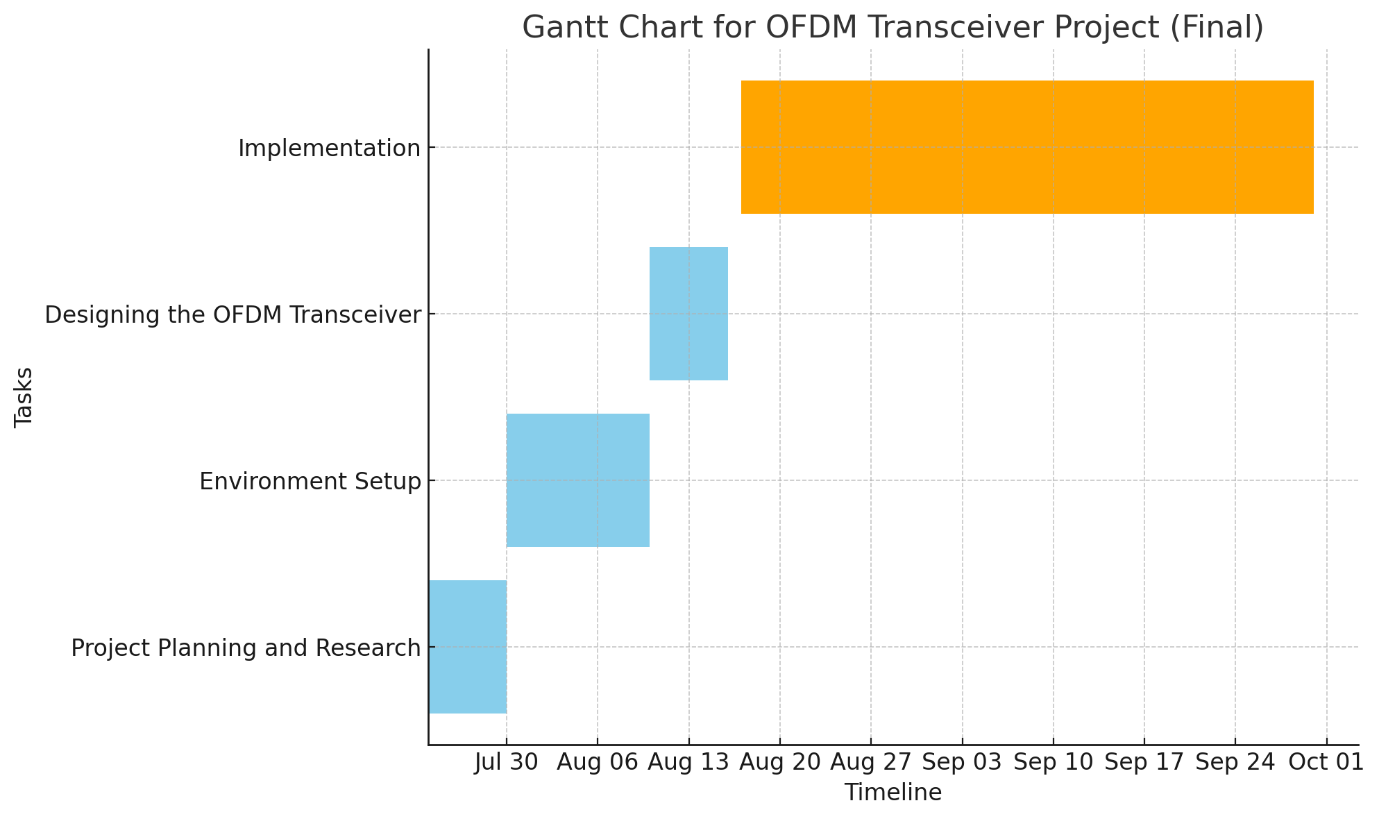 Gantt Chart for OFDM Transceiver Project (Final)
Implementation
Designing the OFDM Transceiver
Environment Setup
Project Planning and Research
Tasks
Jul 30 Aug 06 Aug 13 Aug 20 Aug 27 Sep 03 Sep 10 Sep 17 Sep 24 Oct 01
Timeline